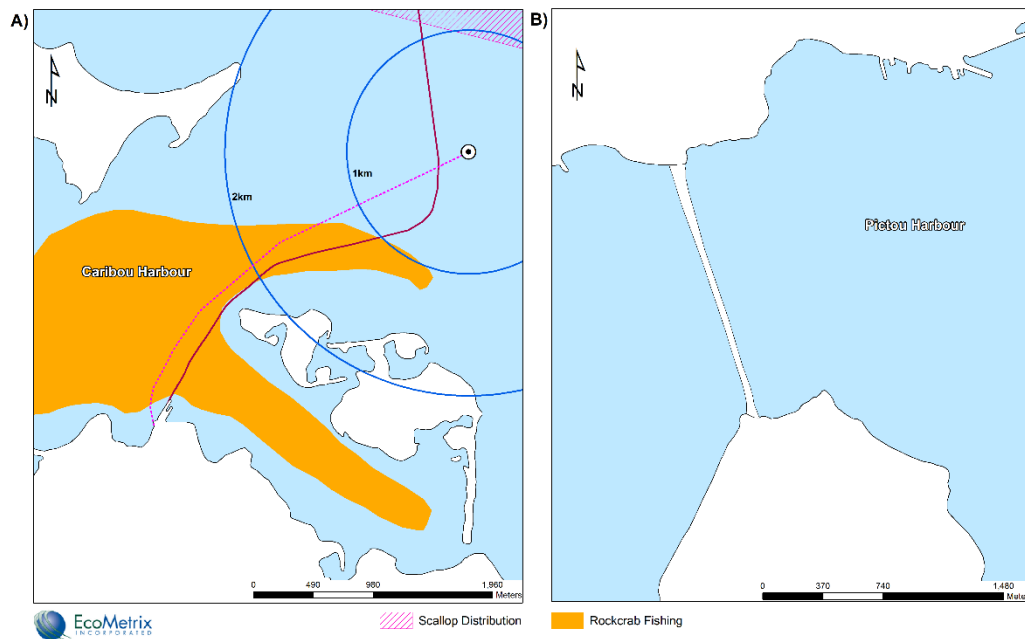 A)
N
1km
2km
Caribou Harbour
0 490 980 1,960
Meters
B)
N
Pictou Harbour
0 370 740 1,480
Meters
EcoMetrix
INCORPORATED
Scallop Distribution
Rockcrab Fishing